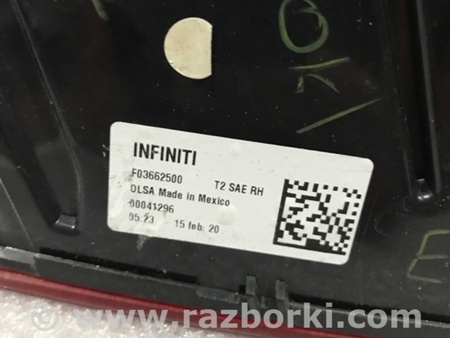 INFINITI
F03662500 T2 SAE RH
OLSA Made in Mexico
00041296
05:23 15 feb. 20
www.razborki.com